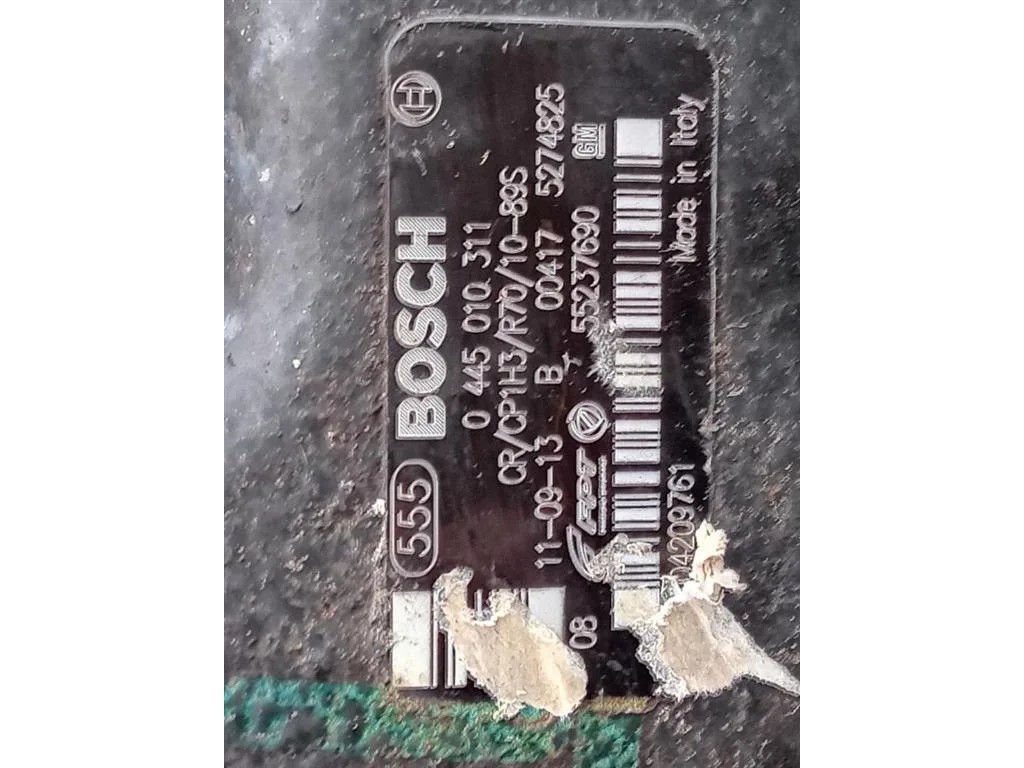 555 BOSCH
0 445 010 311
CR/CP1H3/R70/10-89S
11-09-13 B 00417 5274825
08 FPT 55237690 GM
04209761 Made in Italy